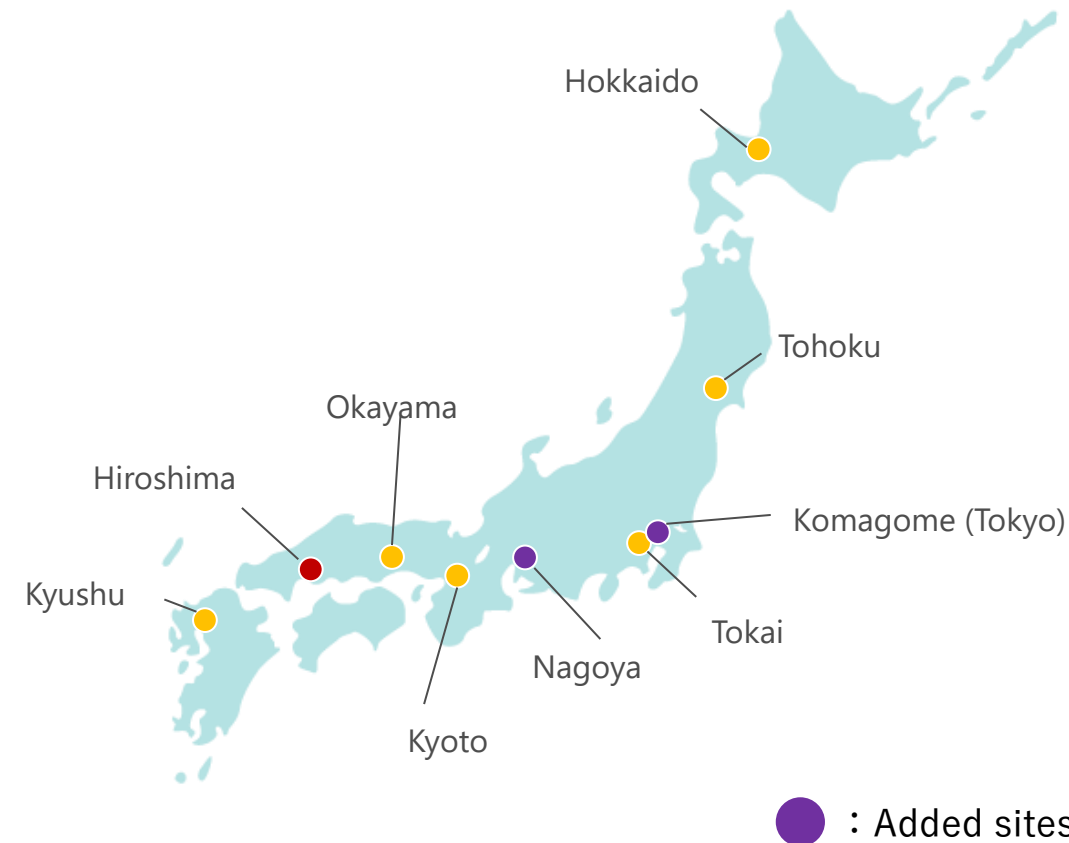 Hokkaido
Tohoku
Okayama
Hiroshima
Komagome (Tokyo)
Kyushu
Tokai
Nagoya
Kyoto
：Added sites